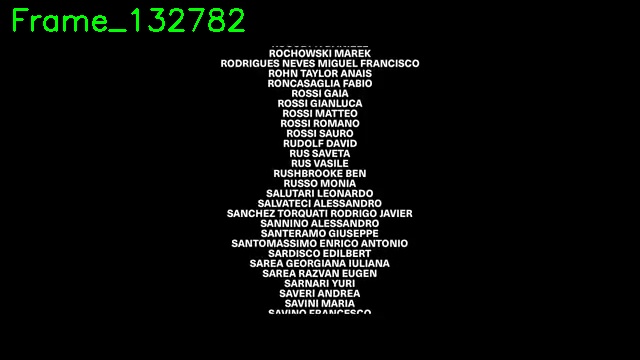 Frame_132782
ROCHOWSKI MAREK
RODRIGUES NEVES MIGUEL FRANCISCO
ROHN TAYLOR ANAIS
RONCASAGLIA FABIO
ROSSI GAIA
ROSSI GIANLUCA
ROSSI MATTEO
ROSSI ROMANO
ROSSI SAURO
RUDOLF DAVID
RUS SAVETA
RUS VASILE
RUSHBROOKE BEN
RUSSO MONIA
SALUTARI LEONARDO
SALVATECI ALESSANDRO
SANCHEZ TORQUATI RODRIGO JAVIER
SANNINO ALESSANDRO
SANTERAMO GIUSEPPE
SANTOMASSIMO ENRICO ANTONIO
SARDISCO EDILBERT
SAREA GEORGIANA IULIANA
SAREA RAZVAN EUGEN
SARNARI YURI
SAVERI ANDREA
SAVINI MARIA
SAVINO FRANCESCO